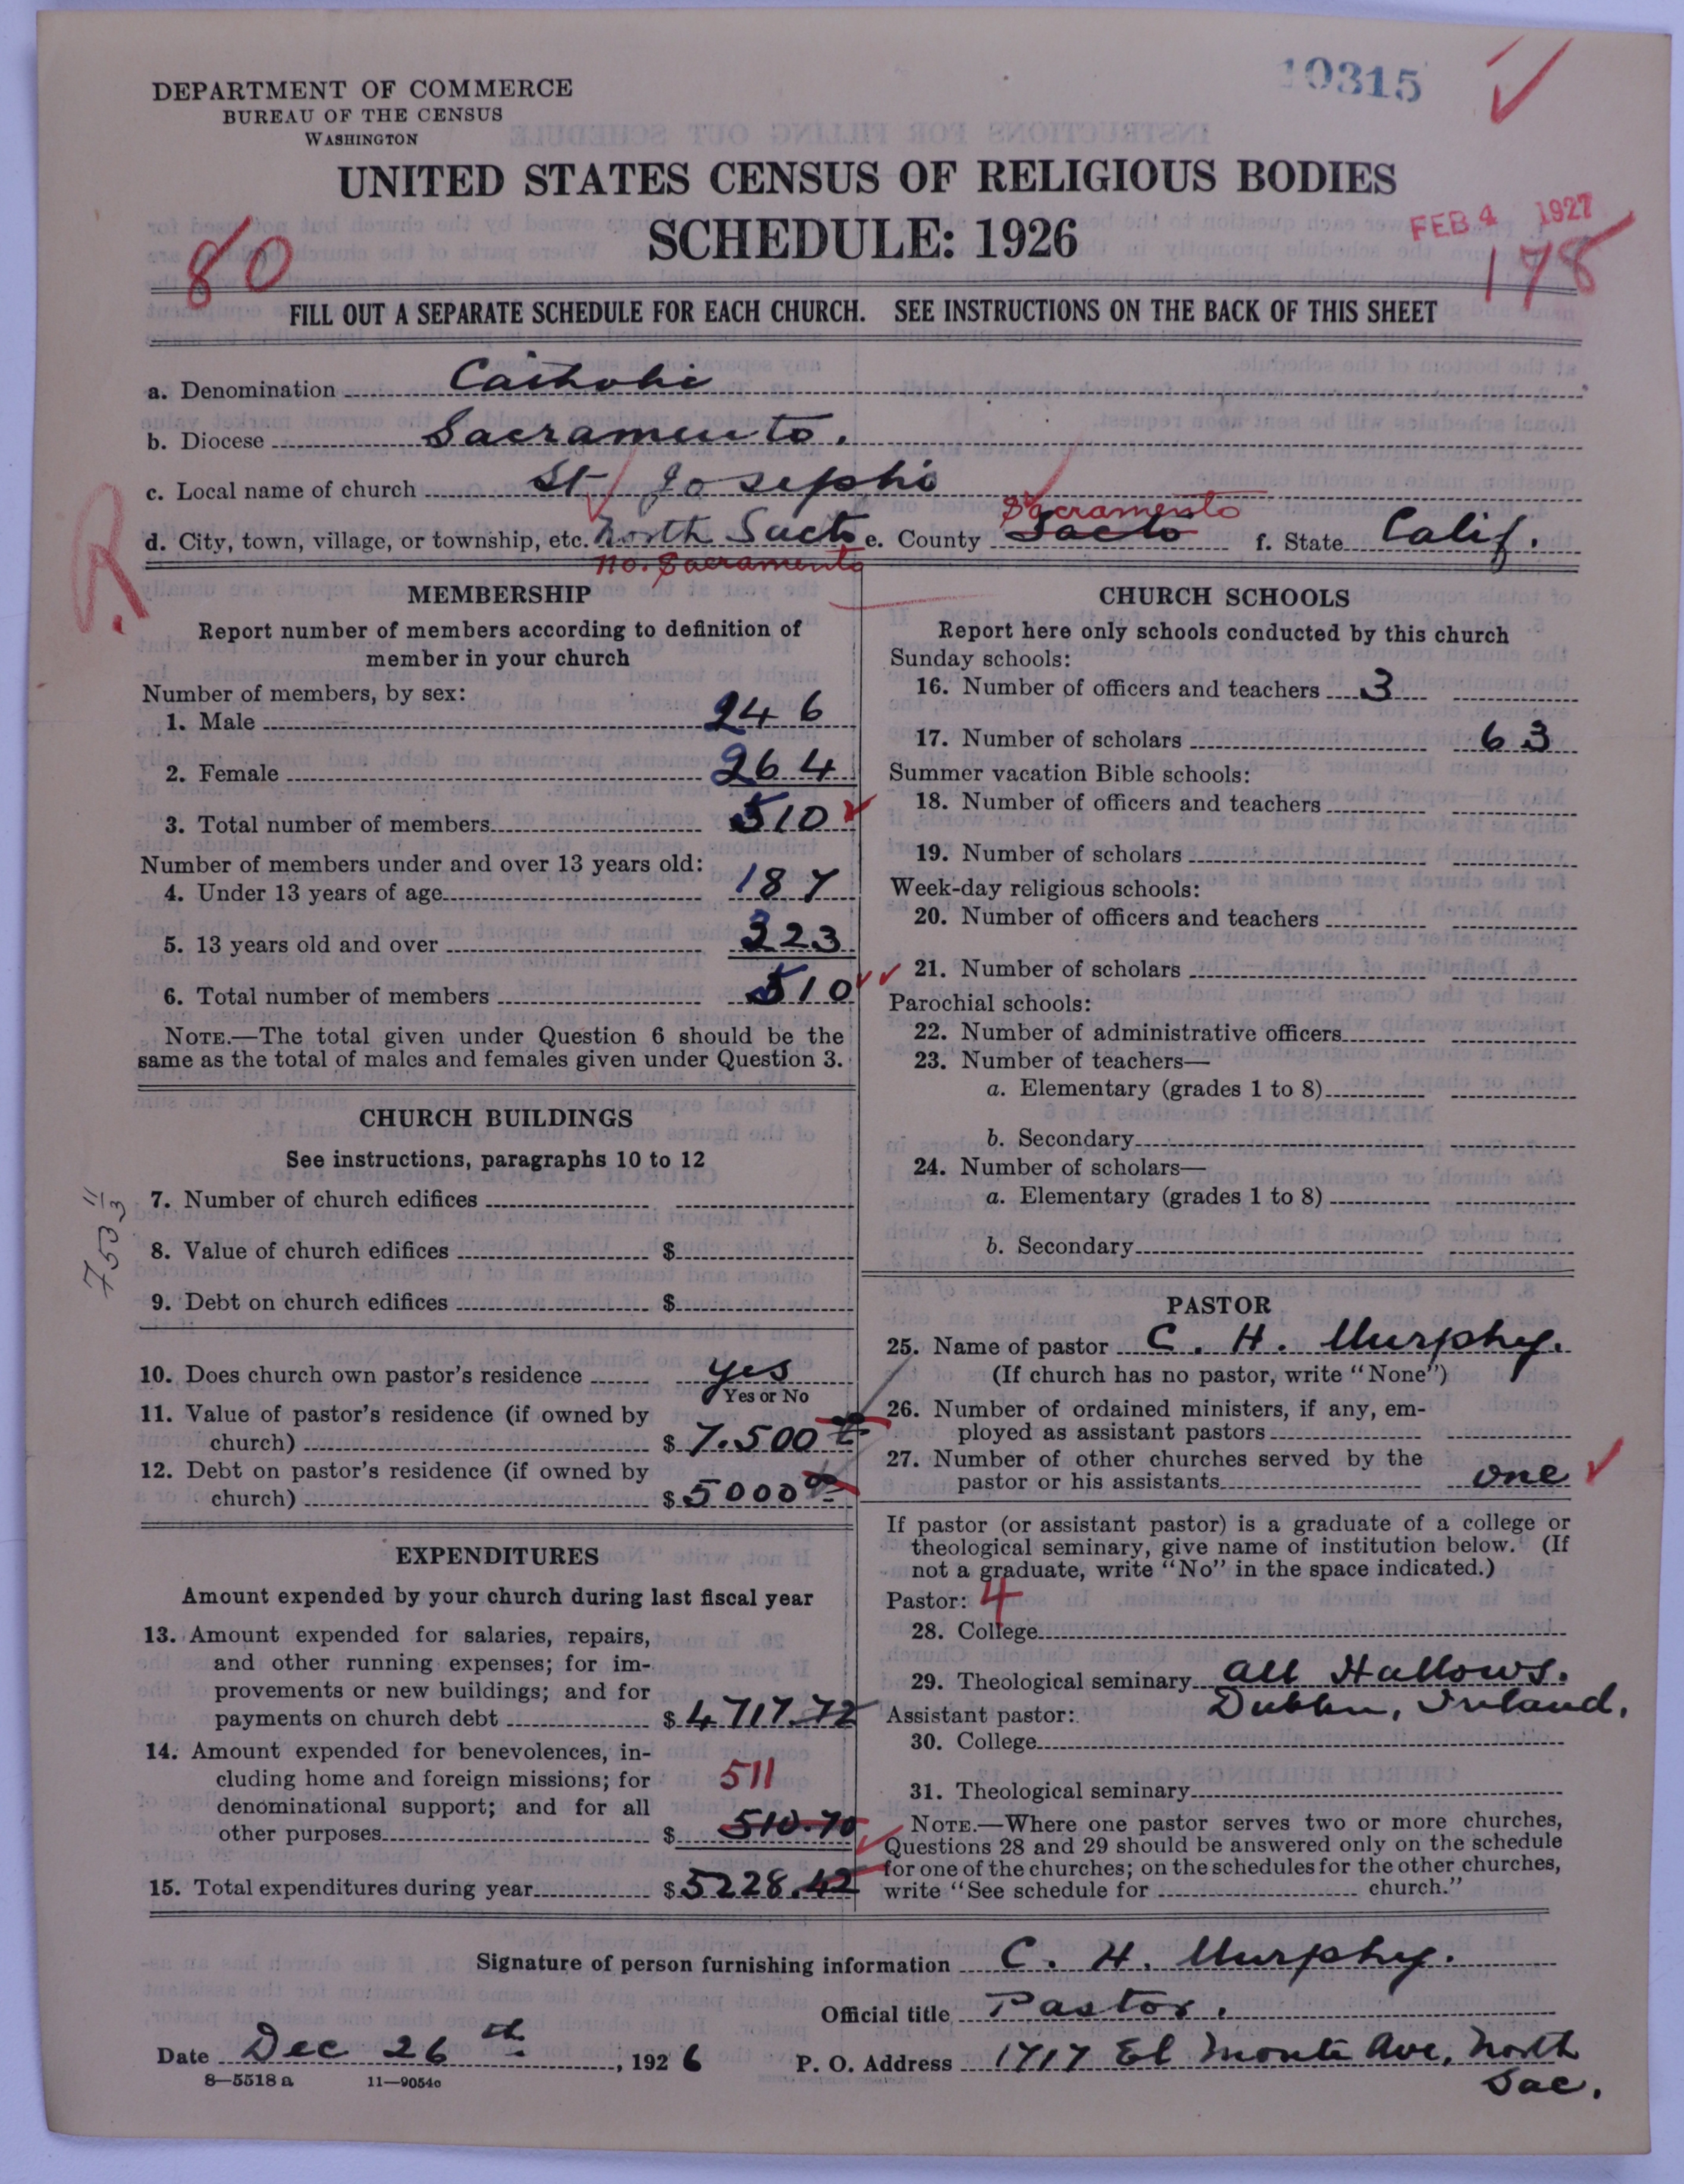 10315
DEPARTMENT OF COMMERCE
BUREAU OF THE CENSUS
WASHINGTON
UNITED STATES CENSUS OF RELIGIOUS BODIES
SCHEDULE: 1926
FEB 4 1927
80
178
FILL OUT A SEPARATE SCHEDULE FOR EACH CHURCH. SEE INSTRUCTIONS ON THE BACK OF THIS SHEET
a. Denomination Catholic
b. Diocese Sacramento.
c. Local name of church St Josephs
Sacramento
d. City, town, village, or township, etc. North Sacto e. County Sacto f. State Calif.
no. Sacramento
R.
MEMBERSHIP
Report number of members according to definition of
member in your church
Number of members, by sex:
1. Male 246
2. Female 264
3. Total number of members 510
Number of members under and over 13 years old:
4. Under 13 years of age 187
5. 13 years old and over 323
6. Total number of members 510
NOTE.—The total given under Question 6 should be the
same as the total of males and females given under Question 3.
CHURCH BUILDINGS
See instructions, paragraphs 10 to 12
7. Number of church edifices
8. Value of church edifices $
9. Debt on church edifices $
10. Does church own pastor's residence yes
Yes or No
11. Value of pastor's residence (if owned by
church) $ 7.500
12. Debt on pastor's residence (if owned by
church) $ 5000
EXPENDITURES
Amount expended by your church during last fiscal year
13. Amount expended for salaries, repairs,
and other running expenses; for im-
provements or new buildings; and for
payments on church debt $ 4717.72
14. Amount expended for benevolences, in-
cluding home and foreign missions; for 511
denominational support; and for all
other purposes $ 510.70
15. Total expenditures during year $ 5228.42
CHURCH SCHOOLS
Report here only schools conducted by this church
Sunday schools:
16. Number of officers and teachers 3
17. Number of scholars 63
Summer vacation Bible schools:
18. Number of officers and teachers
19. Number of scholars
Week-day religious schools:
20. Number of officers and teachers
21. Number of scholars
Parochial schools:
22. Number of administrative officers
23. Number of teachers—
a. Elementary (grades 1 to 8)
b. Secondary
24. Number of scholars—
a. Elementary (grades 1 to 8)
b. Secondary
PASTOR
25. Name of pastor C. H. Murphy.
(If church has no pastor, write "None")
26. Number of ordained ministers, if any, em-
ployed as assistant pastors
27. Number of other churches served by the
pastor or his assistants one
If pastor (or assistant pastor) is a graduate of a college or
theological seminary, give name of institution below. (If
not a graduate, write "No" in the space indicated.)
Pastor: 4
28. College
29. Theological seminary All Hallows.
Dublin, Ireland.
Assistant pastor:
30. College
31. Theological seminary
NOTE.—Where one pastor serves two or more churches,
Questions 28 and 29 should be answered only on the schedule
for one of the churches; on the schedules for the other churches,
write "See schedule for church."
Signature of person furnishing information C. H. Murphy.
Official title Pastor.
Date Dec 26th, 1926
P. O. Address 1717 El Monte Ave, North
Sac.
8—5518 a 11—9054c